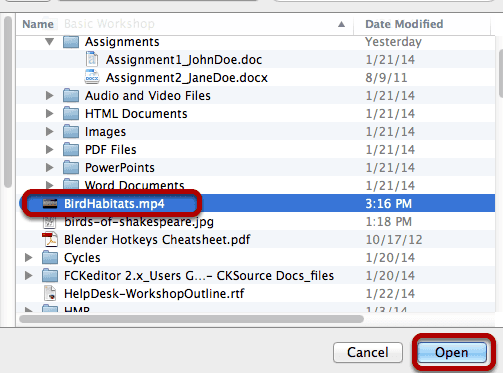 Name Basic Workshop Date Modified
Assignments Yesterday
Assignment1_JohnDoe.doc 1/21/14
Assignment2_JaneDoe.docx 8/9/11
Audio and Video Files 1/21/14
HTML Documents 1/21/14
Images 1/21/14
PDF Files 1/21/14
PowerPoints 1/21/14
Word Documents 1/21/14
BirdHabitats.mp4 3:16 PM
birds-of-shakespeare.jpg 1:18 PM
Blender Hotkeys Cheatsheet.pdf 10/17/12
Cycles 1/20/14
FCKeditor 2.x_Users G...- CKSource Docs_files 1/20/14
HelpDesk-WorkshopOutline.rtf 1/22/14
HMR 1/3/14
Cancel Open